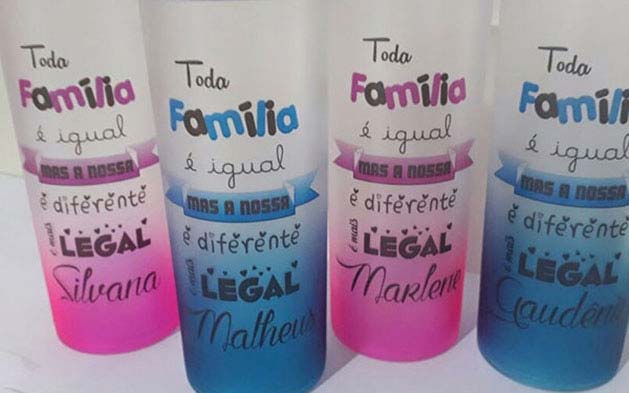 Toda
Família
é igual
MAS A NOSSA
é diferente
é mais LEGAL
Silvana
Toda
Família
é igual
MAS A NOSSA
é diferente
é mais LEGAL
Matheus
Toda
Família
é igual
MAS A NOSSA
é diferente
é mais LEGAL
Marlene
Toda
Família
é igual
MAS A NOSSA
é diferente
é mais LEGAL